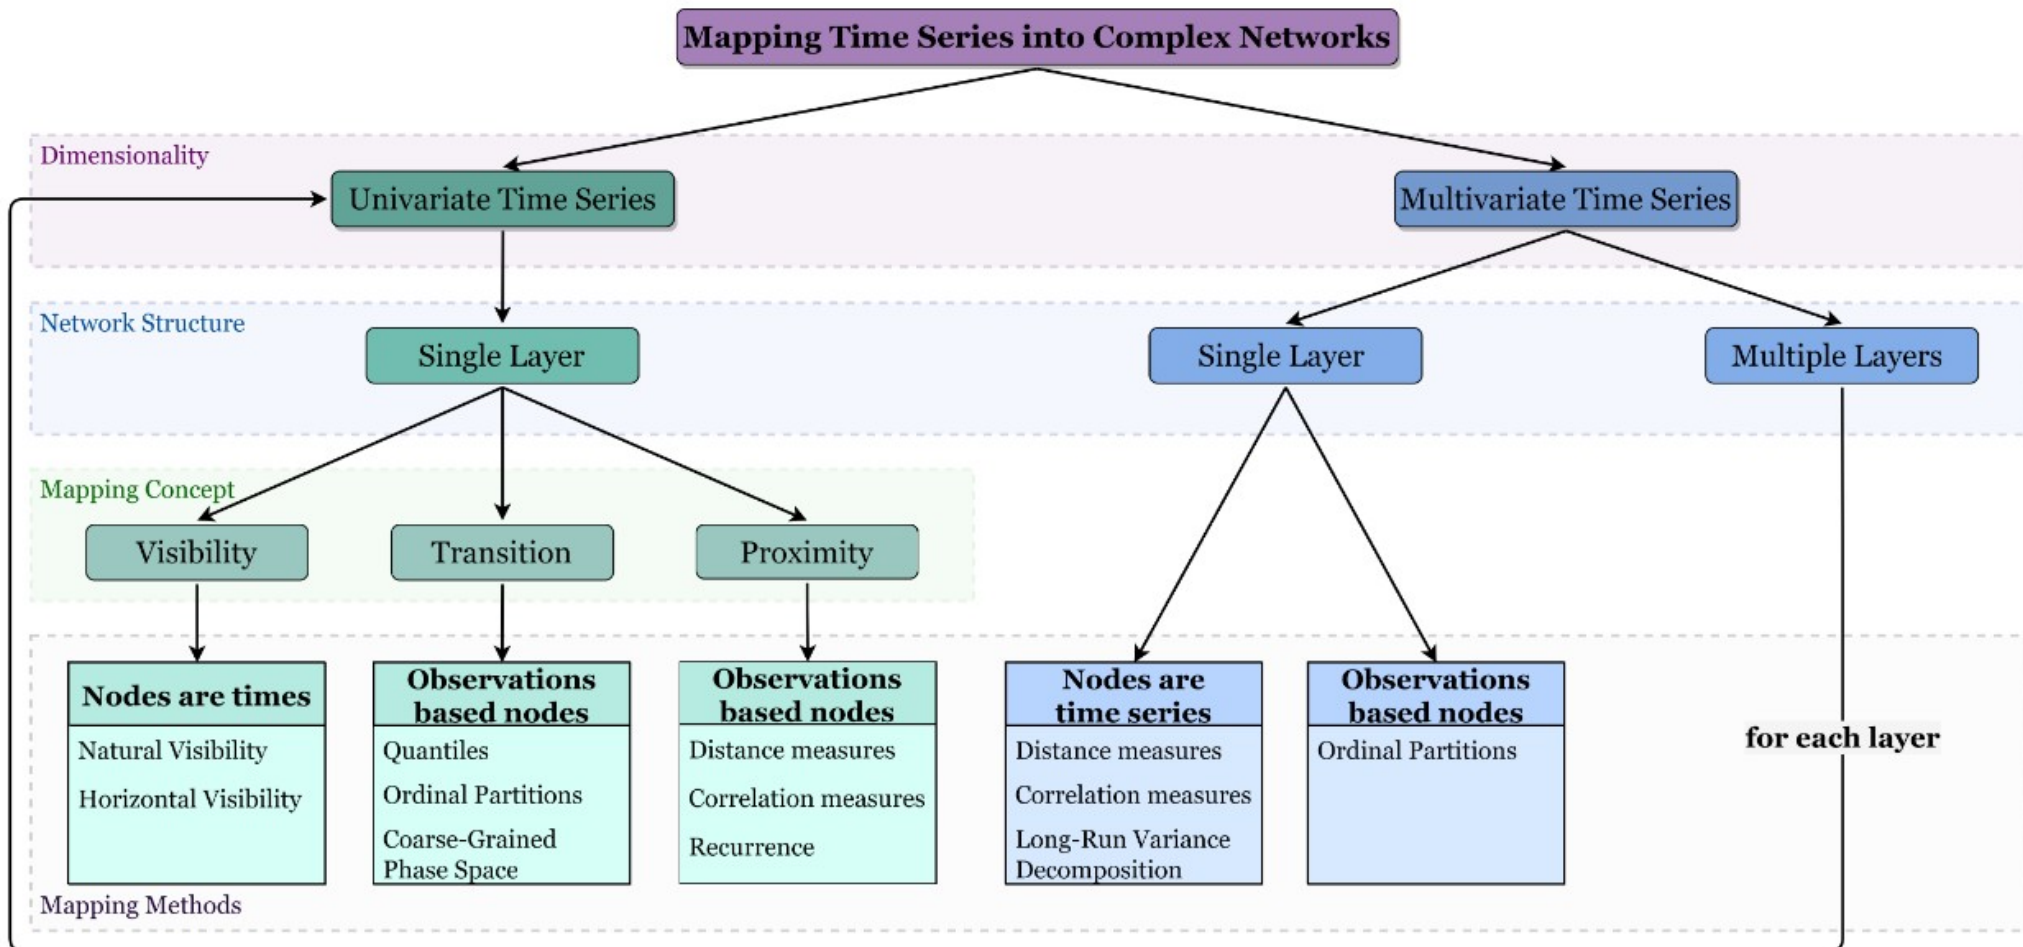 Mapping Time Series into Complex Networks
Dimensionality
Univariate Time Series
Multivariate Time Series
Network Structure
Single Layer
Single Layer
Multiple Layers
Mapping Concept
Visibility
Transition
Proximity
Nodes are times
Natural Visibility
Horizontal Visibility
Observations
based nodes
Quantiles
Ordinal Partitions
Coarse-Grained
Phase Space
Observations
based nodes
Distance measures
Correlation measures
Recurrence
Nodes are
time series
Distance measures
Correlation measures
Long-Run Variance
Decomposition
Observations
based nodes
Ordinal Partitions
for each layer
Mapping Methods